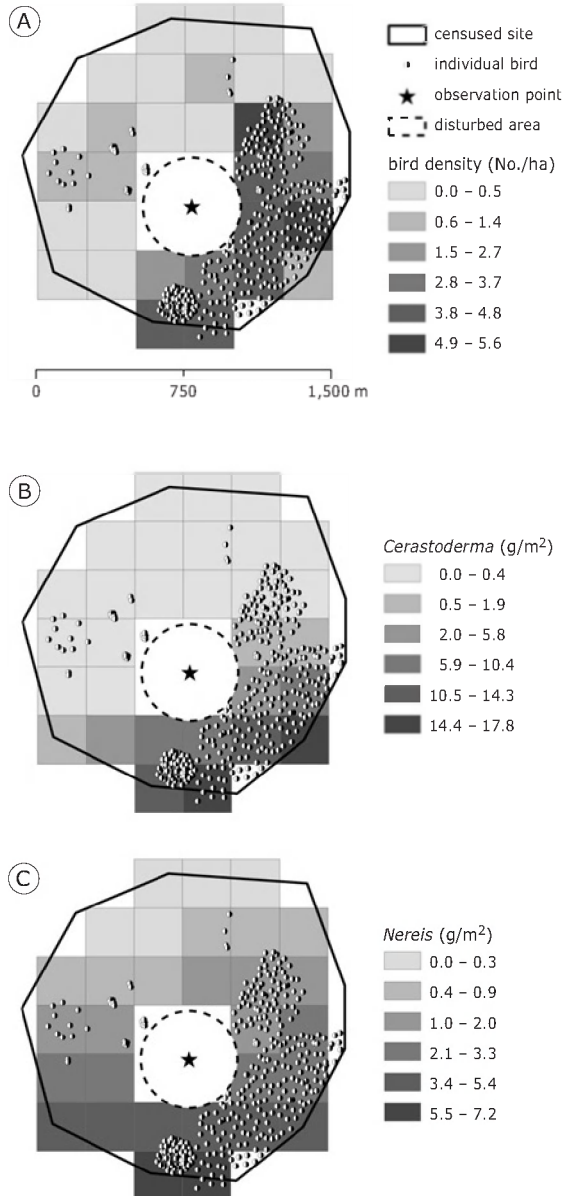 A
censused site
individual bird
observation point
disturbed area
bird density (No./ha)
0.0 – 0.5
0.6 – 1.4
1.5 – 2.7
2.8 – 3.7
3.8 – 4.8
4.9 – 5.6
0 750 1,500 m
B
Cerastoderma (g/m²)
0.0 – 0.4
0.5 – 1.9
2.0 – 5.8
5.9 – 10.4
10.5 – 14.3
14.4 – 17.8
C
Nereis (g/m²)
0.0 – 0.3
0.4 – 0.9
1.0 – 2.0
2.1 – 3.3
3.4 – 5.4
5.5 – 7.2